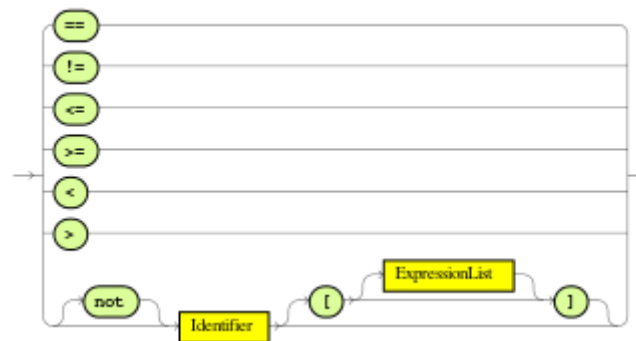 ==
!=
<=
>=
<
>
ExpressionList
not [ ]
Identifier